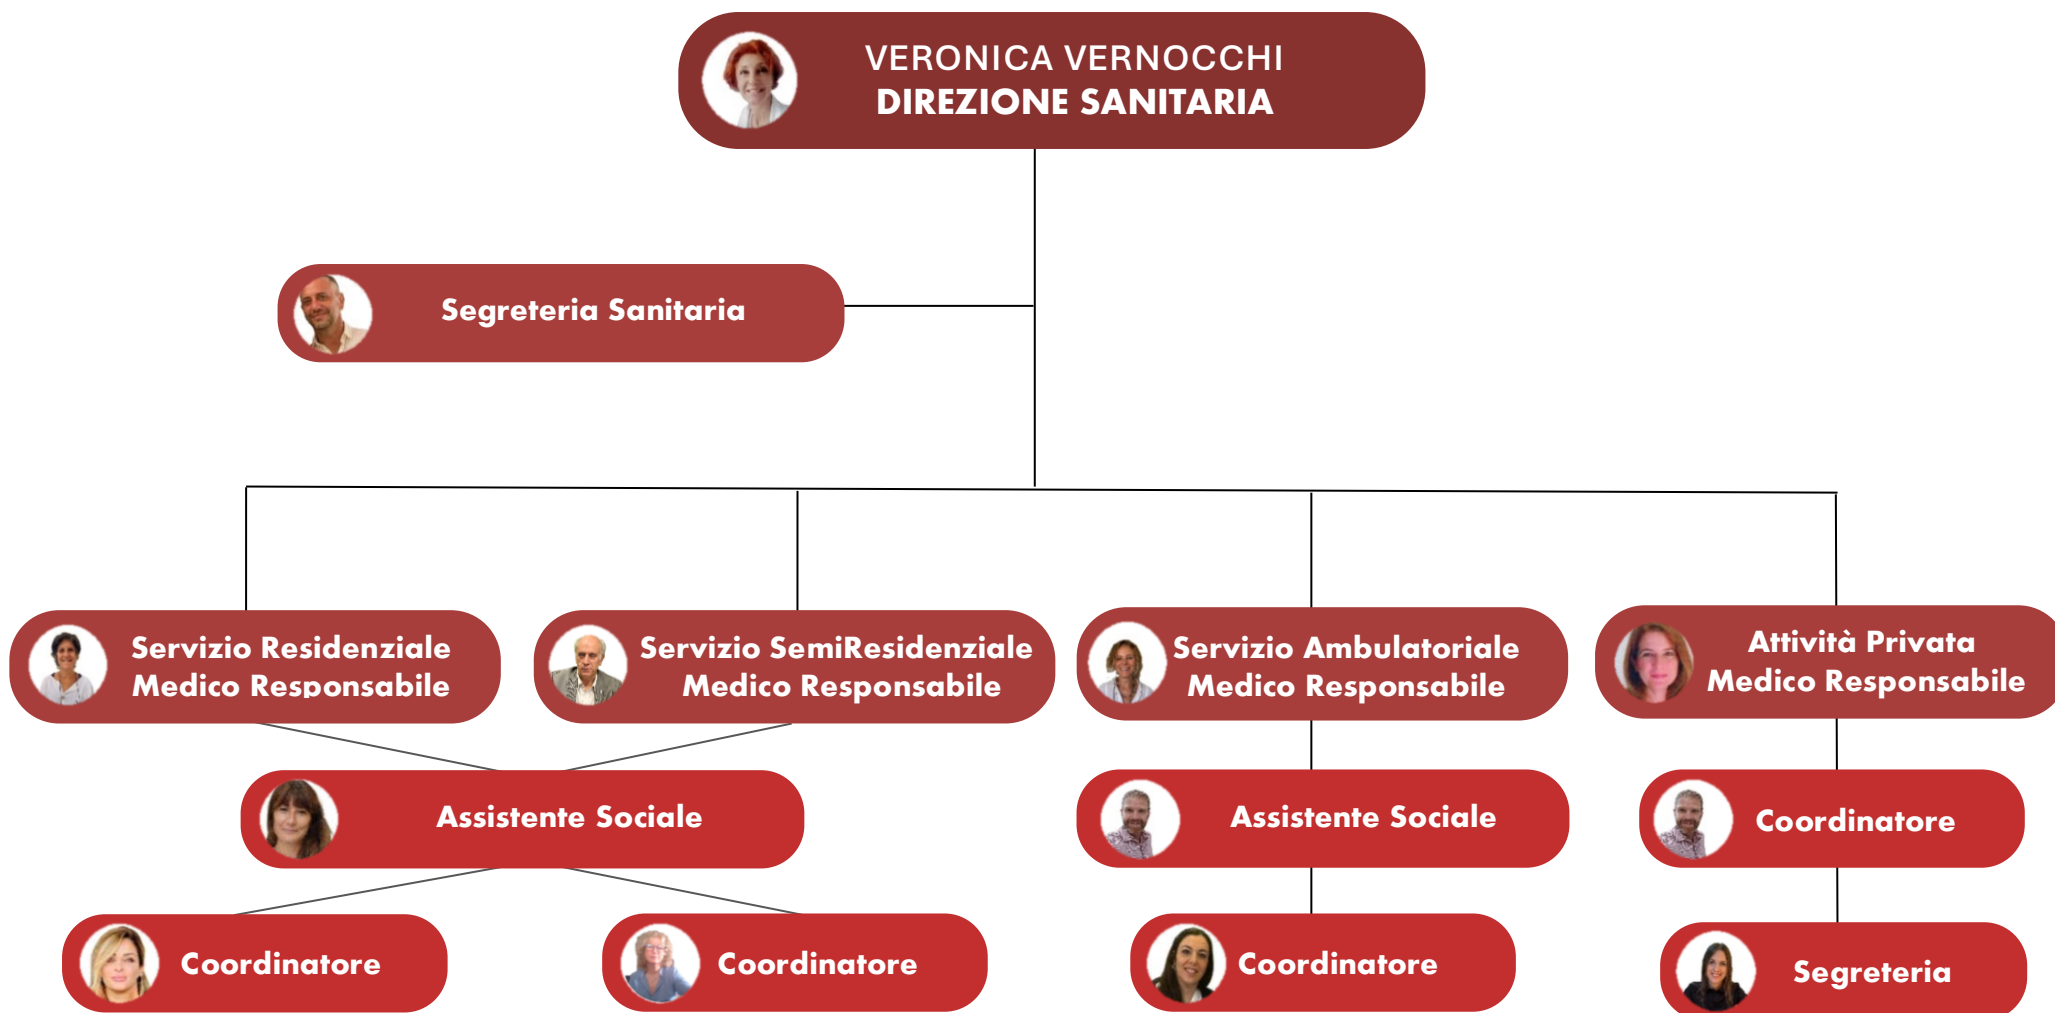 VERONICA VERNOCCHI
DIREZIONE SANITARIA
Segreteria Sanitaria
Servizio Residenziale
Medico Responsabile
Servizio SemiResidenziale
Medico Responsabile
Servizio Ambulatoriale
Medico Responsabile
Attività Privata
Medico Responsabile
Assistente Sociale
Assistente Sociale
Coordinatore
Coordinatore
Coordinatore
Coordinatore
Segreteria